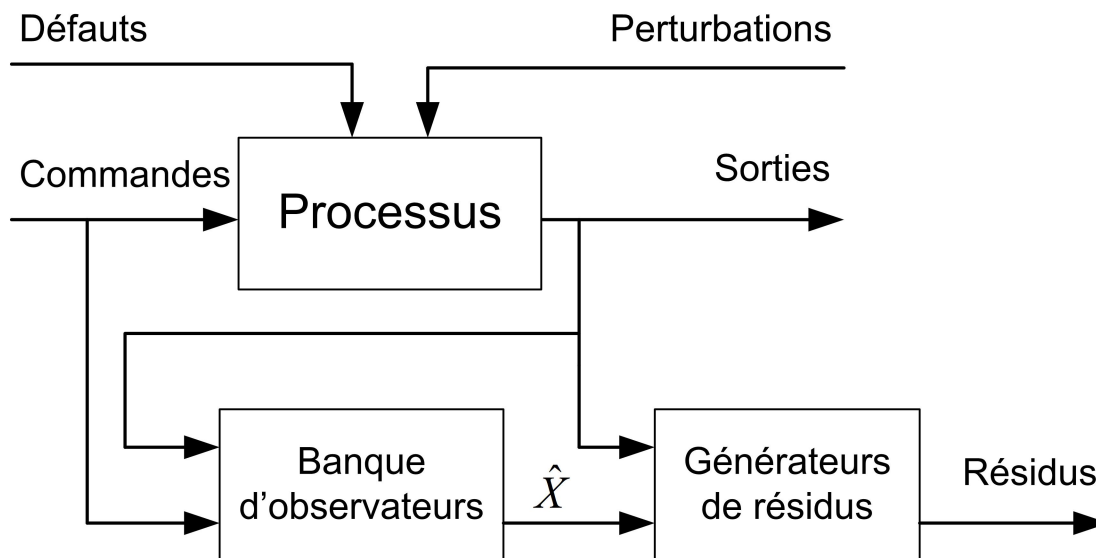 Défauts
Perturbations
Commandes
Sorties
Processus
Banque
d’observateurs
X̂
Générateurs
de résidus
Résidus